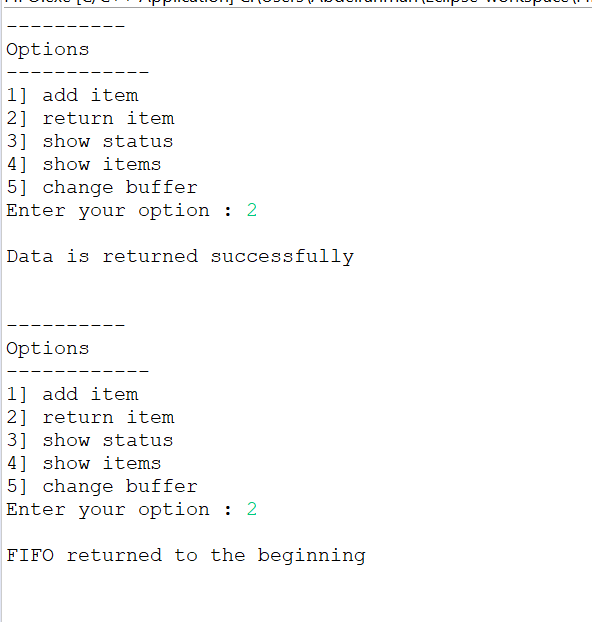 ----------
Options
------------
1] add item
2] return item
3] show status
4] show items
5] change buffer
Enter your option : 2
Data is returned successfully
----------
Options
------------
1] add item
2] return item
3] show status
4] show items
5] change buffer
Enter your option : 2
FIFO returned to the beginning